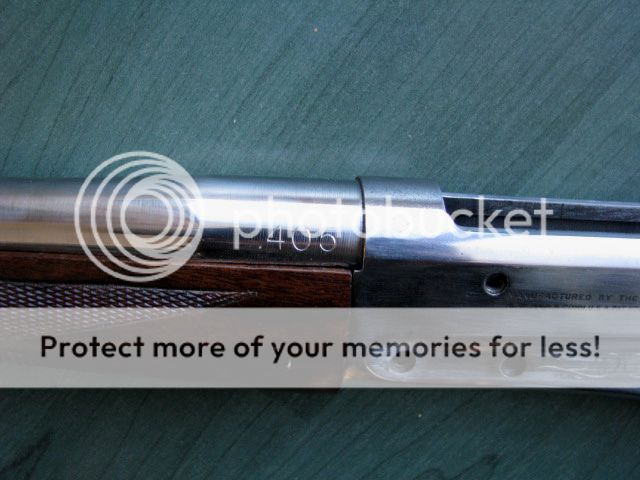 photobucket
.405
MANUFACTURED BY THE
Protect more of your memories for less!